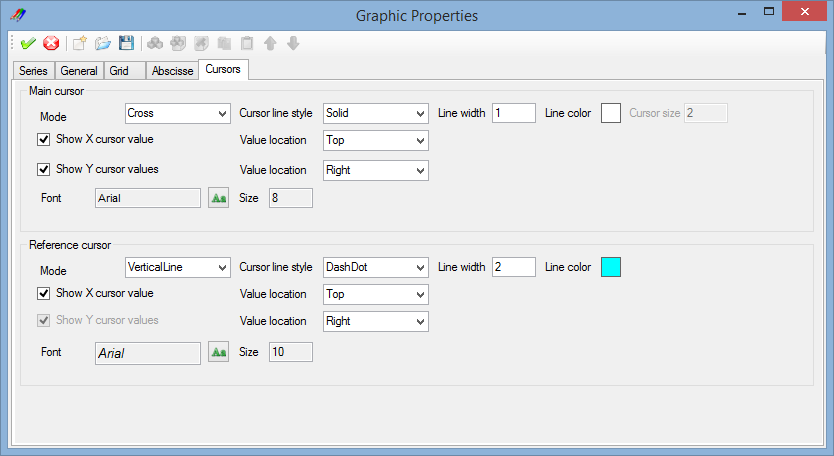 Graphic Properties
Series General Grid Abscisse Cursors
Main cursor
Mode Cross Cursor line style Solid Line width 1 Line color Cursor size 2
Show X cursor value Value location Top
Show Y cursor values Value location Right
Font Arial Aa Size 8
Reference cursor
Mode VerticalLine Cursor line style DashDot Line width 2 Line color
Show X cursor value Value location Top
Show Y cursor values Value location Right
Font Arial Aa Size 10